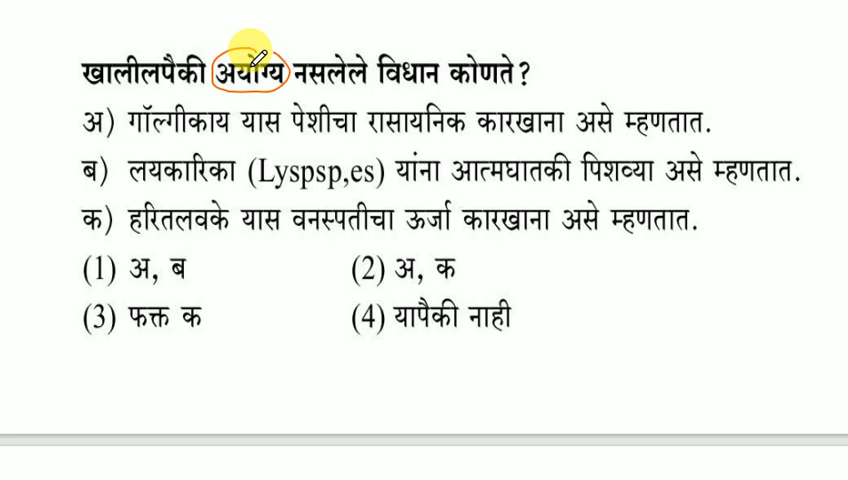 खालीलपैकी अयोग्य नसलेले विधान कोणते?
अ) गॉल्गीकाय यास पेशीचा रासायनिक कारखाना असे म्हणतात.
ब) लयकारिका (Lyspsp,es) यांना आत्मघातकी पिशव्या असे म्हणतात.
क) हरितलवके यास वनस्पतीचा ऊर्जा कारखाना असे म्हणतात.
(1) अ, ब (2) अ, क
(3) फक्त क (4) यापैकी नाही